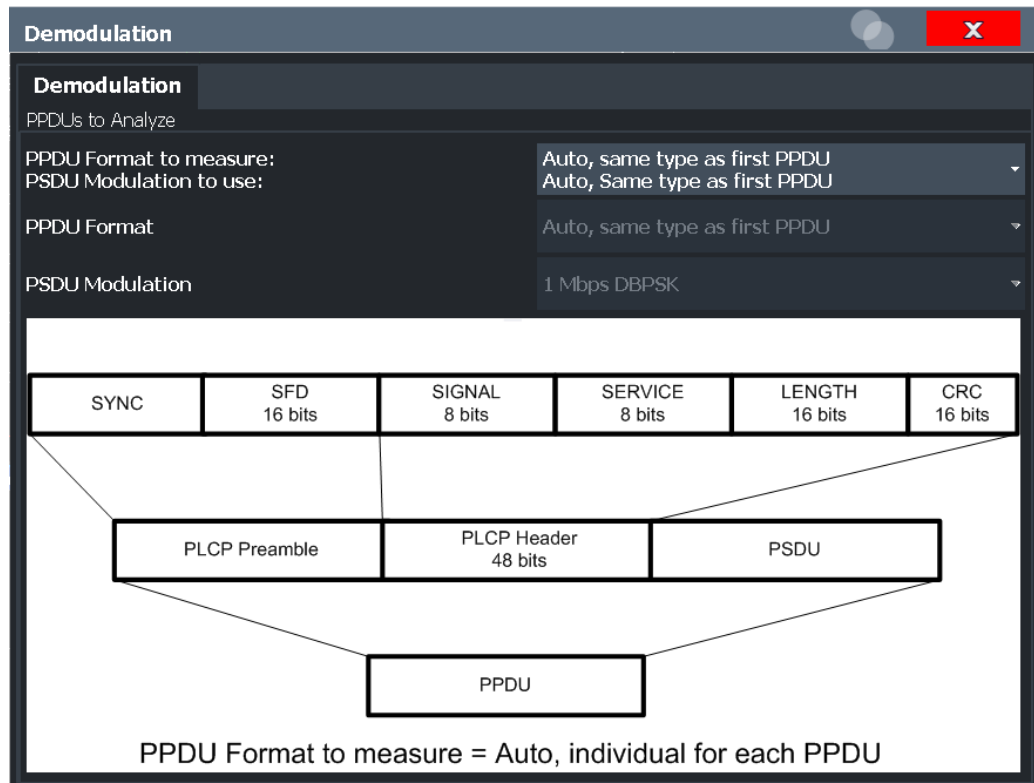 Demodulation
X
Demodulation
PPDUs to Analyze
PPDU Format to measure:
Auto, same type as first PPDU
PSDU Modulation to use:
Auto, Same type as first PPDU
PPDU Format
Auto, same type as first PPDU
PSDU Modulation
1 Mbps DBPSK
SYNC
SFD
16 bits
SIGNAL
8 bits
SERVICE
8 bits
LENGTH
16 bits
CRC
16 bits
PLCP Preamble
PLCP Header
48 bits
PSDU
PPDU
PPDU Format to measure = Auto, individual for each PPDU